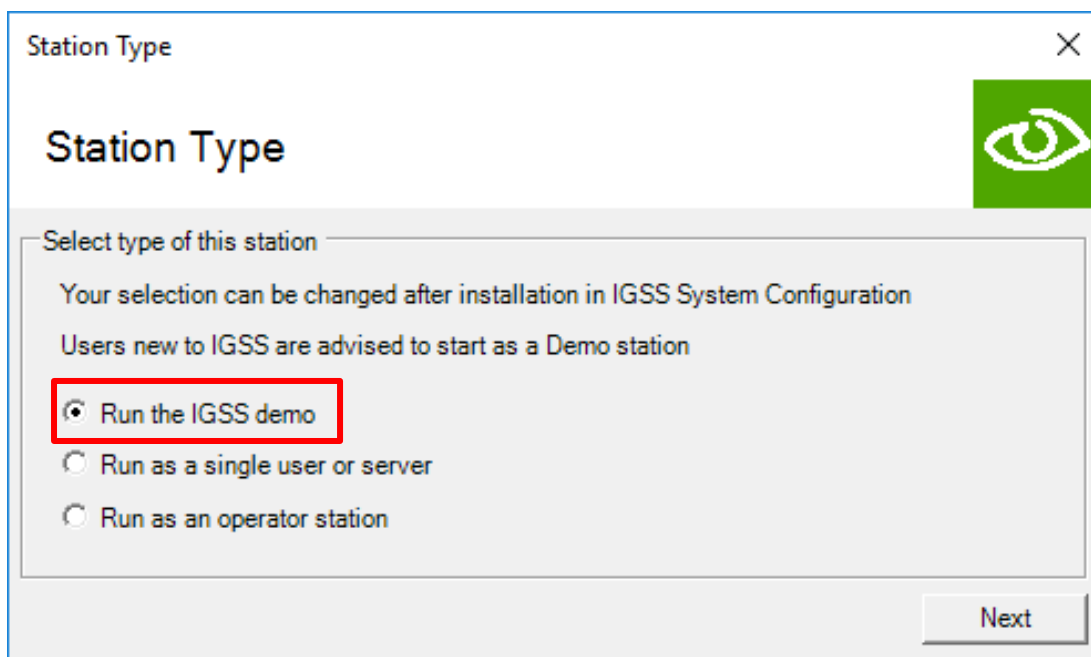 Station Type
Station Type
Select type of this station
Your selection can be changed after installation in IGSS System Configuration
Users new to IGSS are advised to start as a Demo station
Run the IGSS demo
Run as a single user or server
Run as an operator station
Next